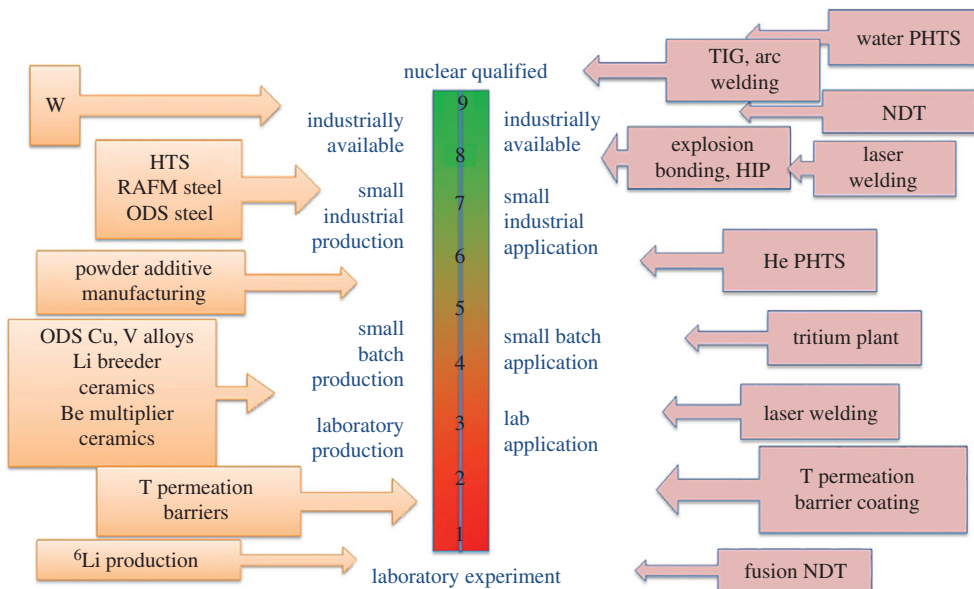 W
HTS
RAFM steel
ODS steel
powder additive
manufacturing
ODS Cu, V alloys
Li breeder
ceramics
Be multiplier
ceramics
T permeation
barriers
⁶Li production
nuclear qualified
industrially
available
small
industrial
production
small
batch
production
laboratory
production
9
8
7
6
5
4
3
2
1
industrially
available
small
industrial
application
small batch
application
lab
application
laboratory experiment
water PHTS
TIG, arc
welding
NDT
explosion
bonding, HIP
laser
welding
He PHTS
tritium plant
laser welding
T permeation
barrier coating
fusion NDT